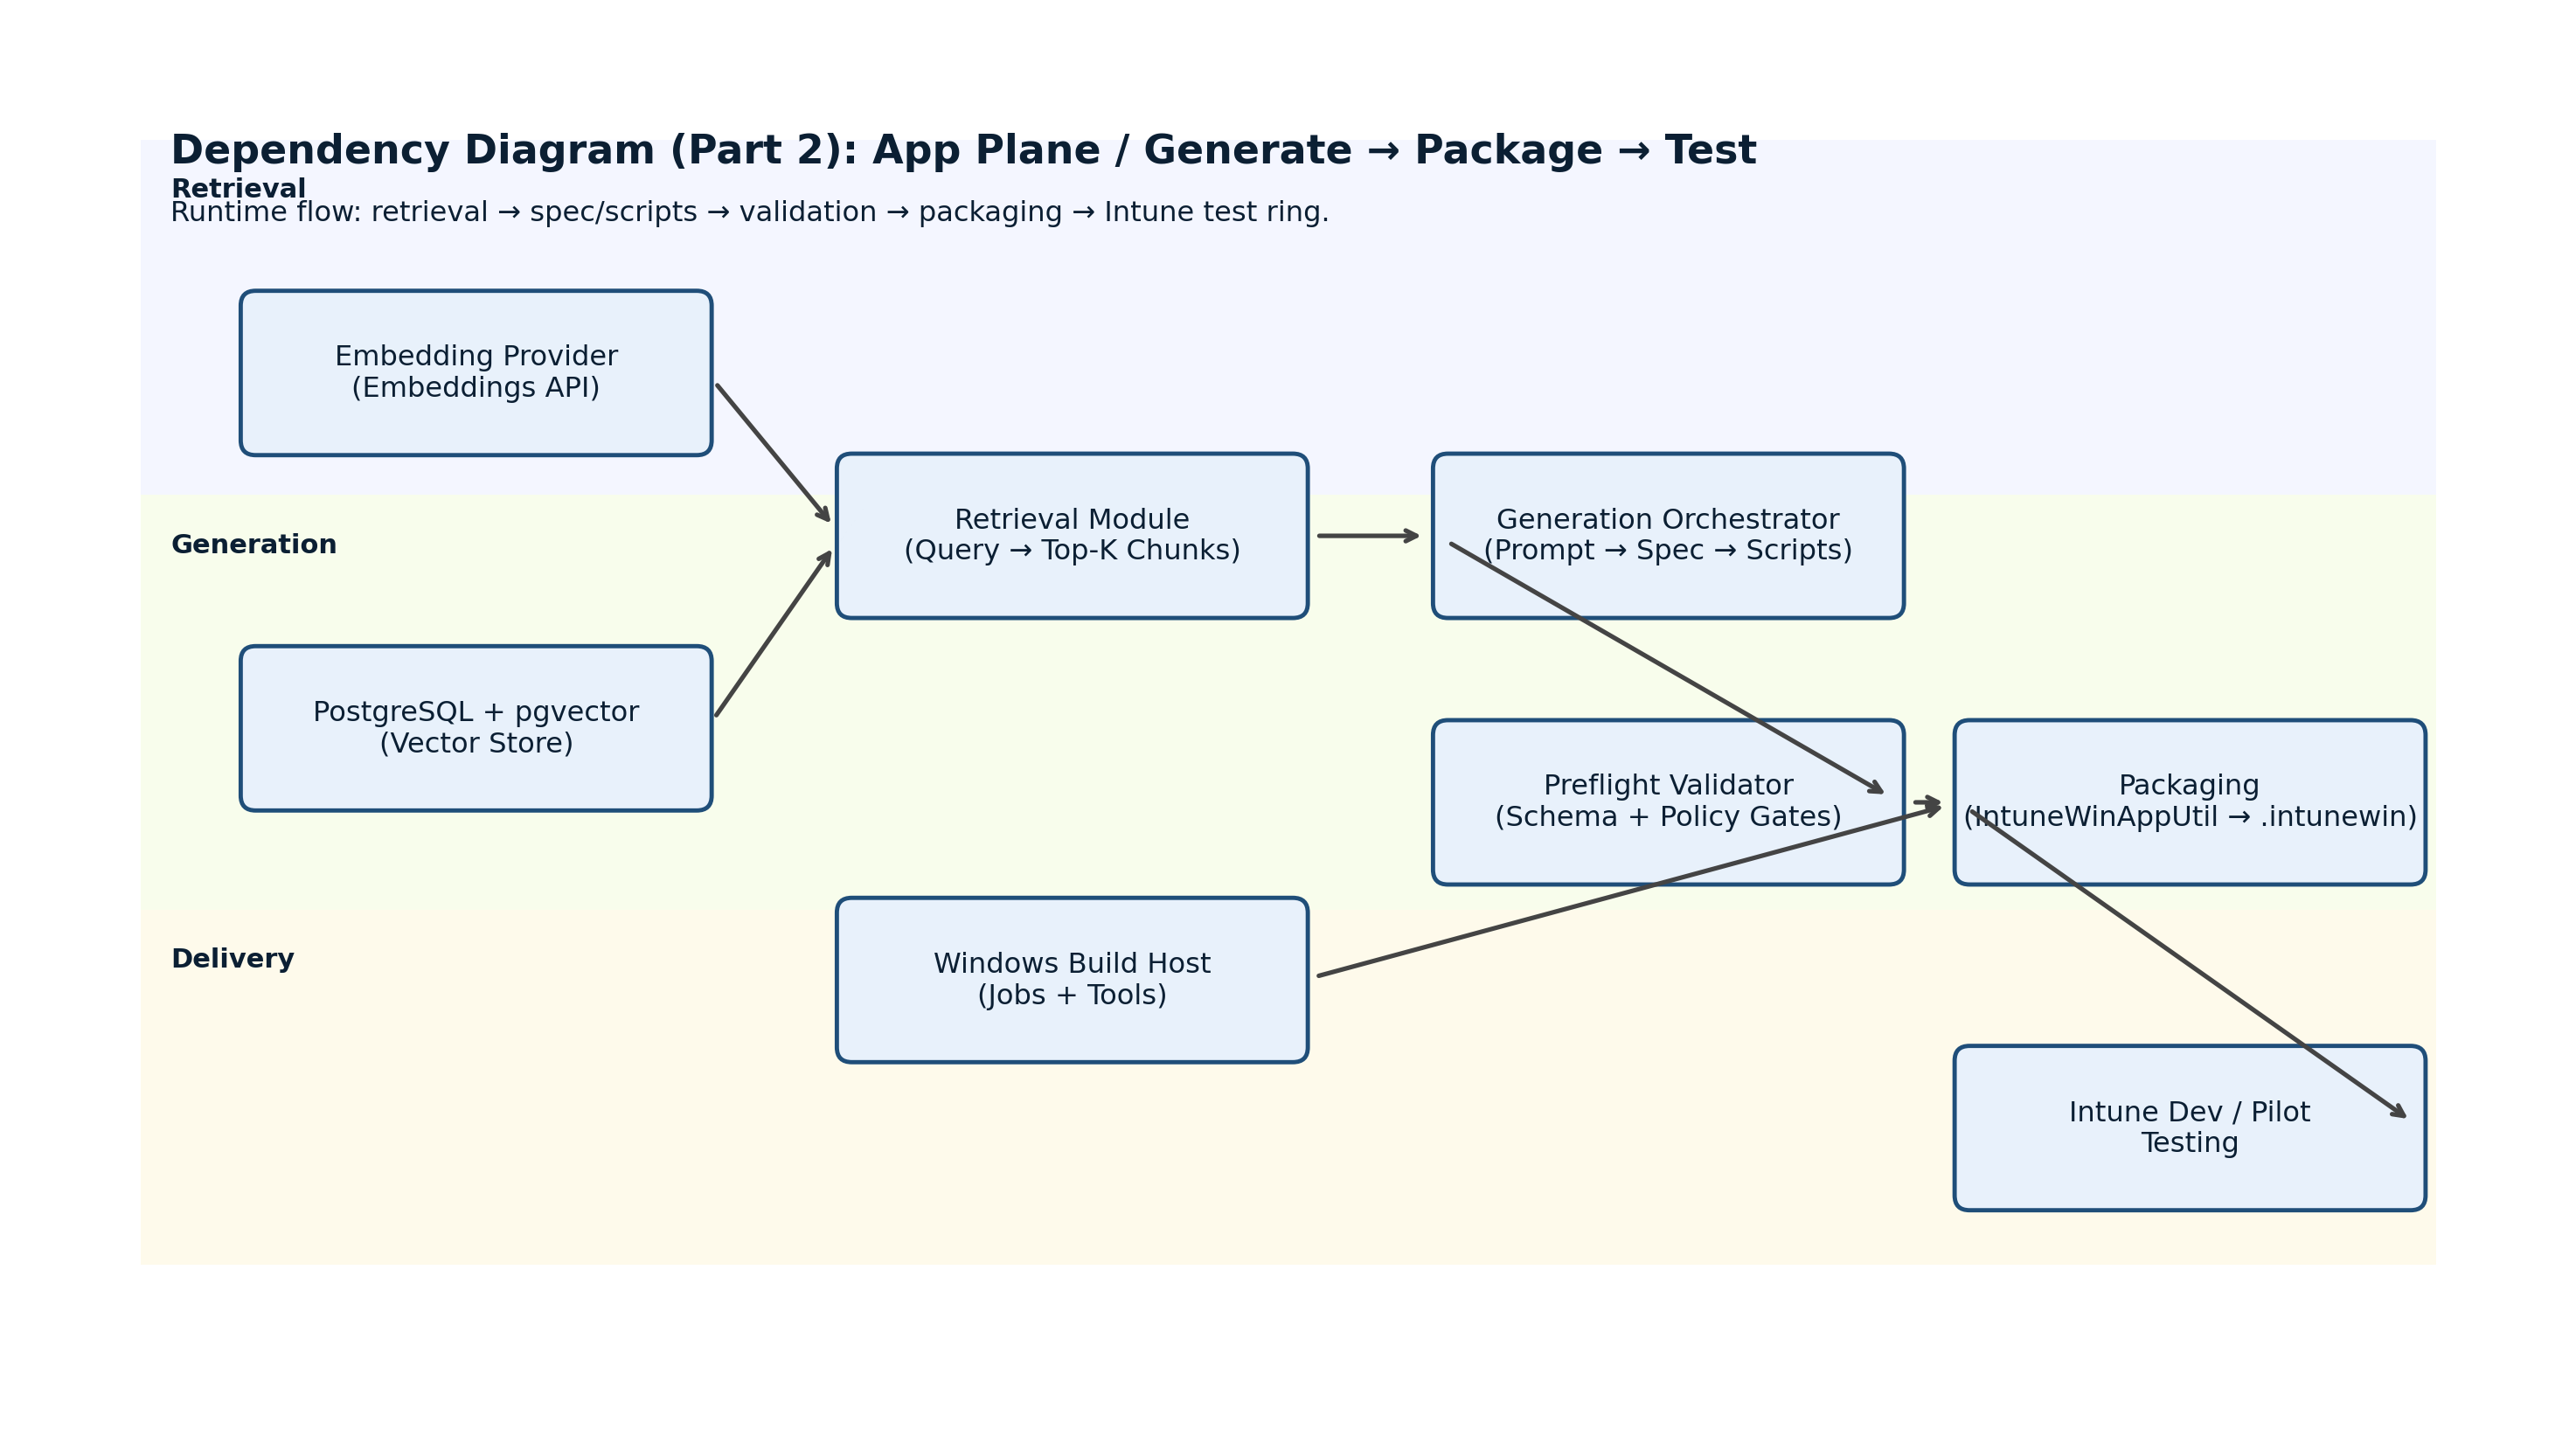 Dependency Diagram (Part 2): App Plane / Generate → Package → Test
Retrieval
Runtime flow: retrieval → spec/scripts → validation → packaging → Intune test ring.
Embedding Provider
(Embeddings API)
Retrieval Module
(Query → Top-K Chunks)
Generation Orchestrator
(Prompt → Spec → Scripts)
Generation
PostgreSQL + pgvector
(Vector Store)
Preflight Validator
(Schema + Policy Gates)
Packaging
(IntuneWinAppUtil → .intunewin)
Delivery
Windows Build Host
(Jobs + Tools)
Intune Dev / Pilot
Testing